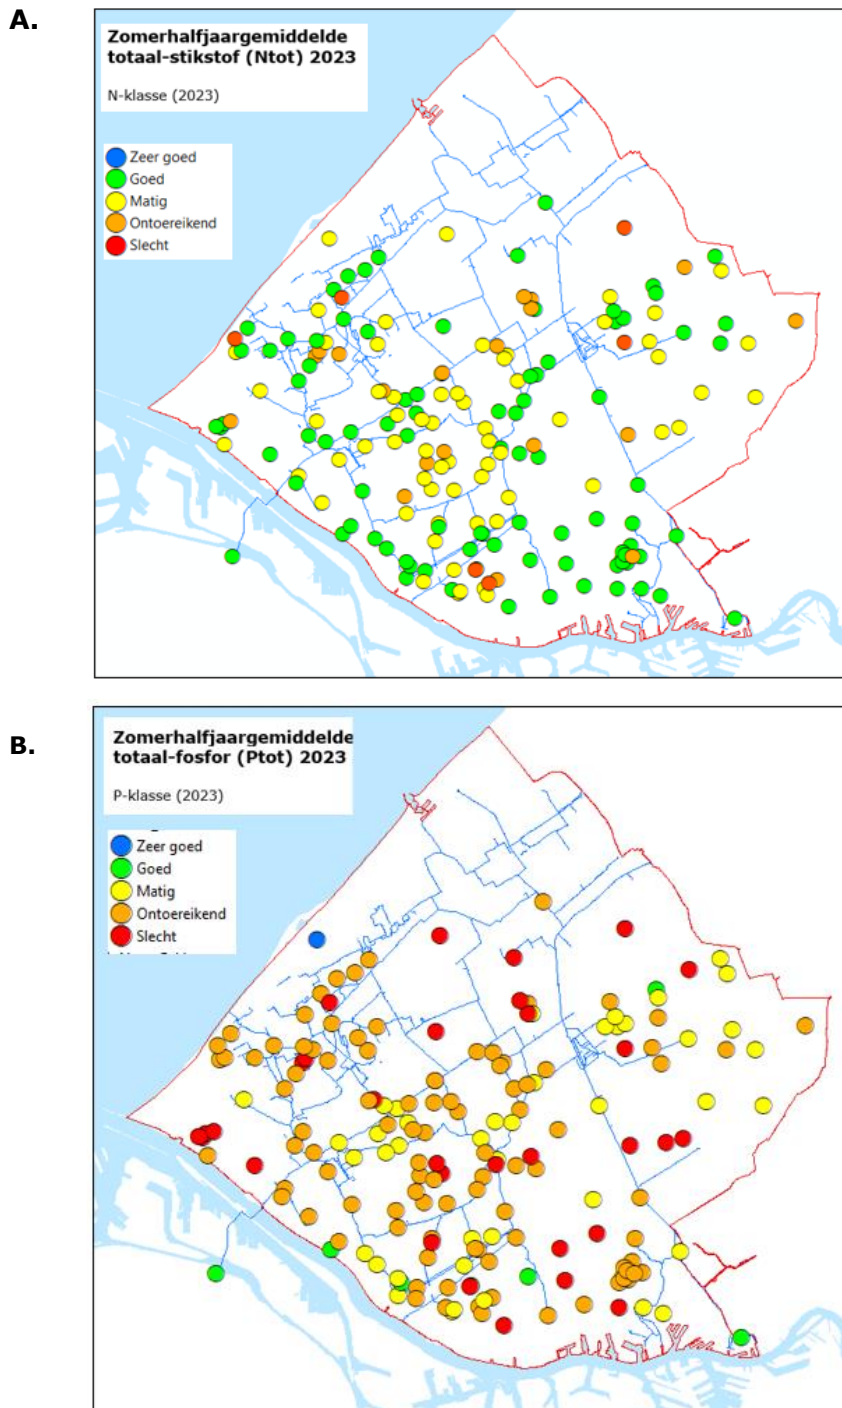 A.
Zomerhalfjaargemiddelde
totaal-stikstof (Ntot) 2023
N-klasse (2023)
Zeer goed
Goed
Matig
Ontoereikend
Slecht
B.
Zomerhalfjaargemiddelde
totaal-fosfor (Ptot) 2023
P-klasse (2023)
Zeer goed
Goed
Matig
Ontoereikend
Slecht